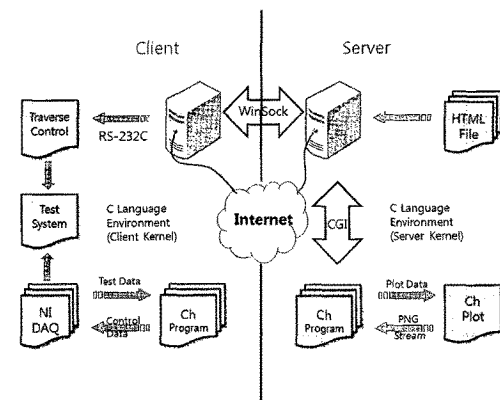 Client
Server
WinSock
Traverse
Control
RS-232C
HTML
File
Test
System
C Language
Environment
(Client Kernel)
Internet
CGI
C Language
Environment
(Server Kernel)
NI
DAQ
Test Data
Control
Data
Ch
Program
Ch
Program
Plot Data
PNG
Stream
Ch
Plot